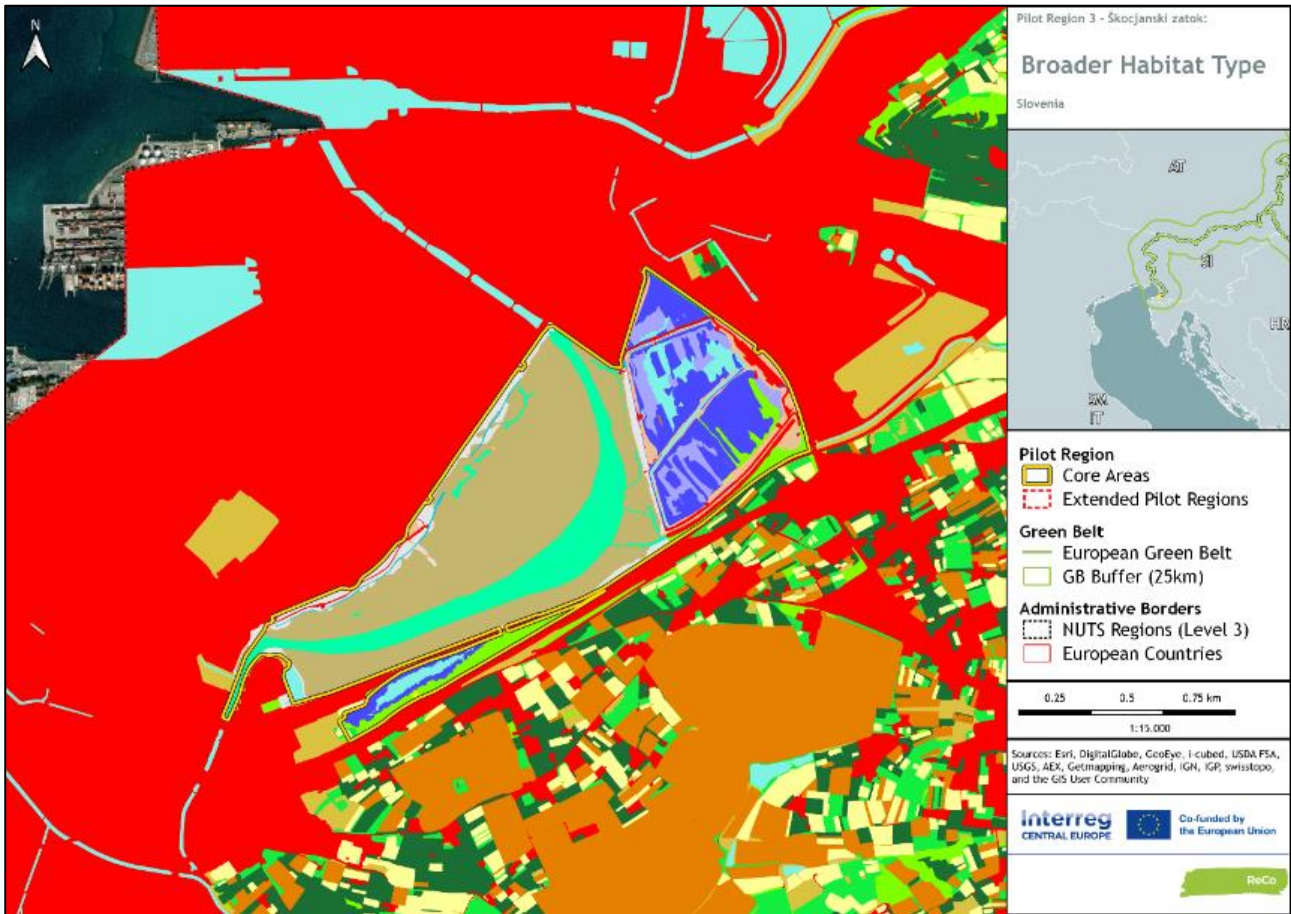 N
Pilot Region 3 - Škocjanski zatok:
Broader Habitat Type
Slovenia
AT
SI
HR
SM
IT
Pilot Region
Core Areas
Extended Pilot Regions
Green Belt
European Green Belt
GB Buffer (25km)
Administrative Borders
NUTS Regions (Level 3)
European Countries
0.25 0.5 0.75 km
1:15.000
Sources: Esri, DigitalGlobe, GeoEye, i-cubed, USDA FSA,
USGS, AEX, Getmapping, Aerogrid, IGN, IGP, swisstopo,
and the GIS User Community
Interreg
CENTRAL EUROPE
Co-funded by
the European Union
ReCo